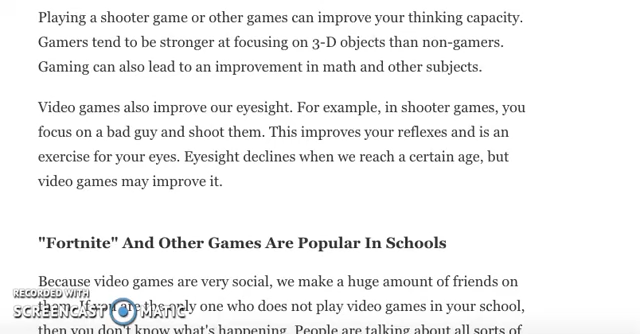 Playing a shooter game or other games can improve your thinking capacity.
Gamers tend to be stronger at focusing on 3-D objects than non-gamers.
Gaming can also lead to an improvement in math and other subjects.
Video games also improve our eyesight. For example, in shooter games, you
focus on a bad guy and shoot them. This improves your reflexes and is an
exercise for your eyes. Eyesight declines when we reach a certain age, but
video games may improve it.
"Fortnite" And Other Games Are Popular In Schools
Because video games are very social, we make a huge amount of friends on
RECORDED WITH
them. If you are the only one who does not play video games in your school,
SCREENCAST MATIC
then you don't know what's happening. People are talking about all sorts of